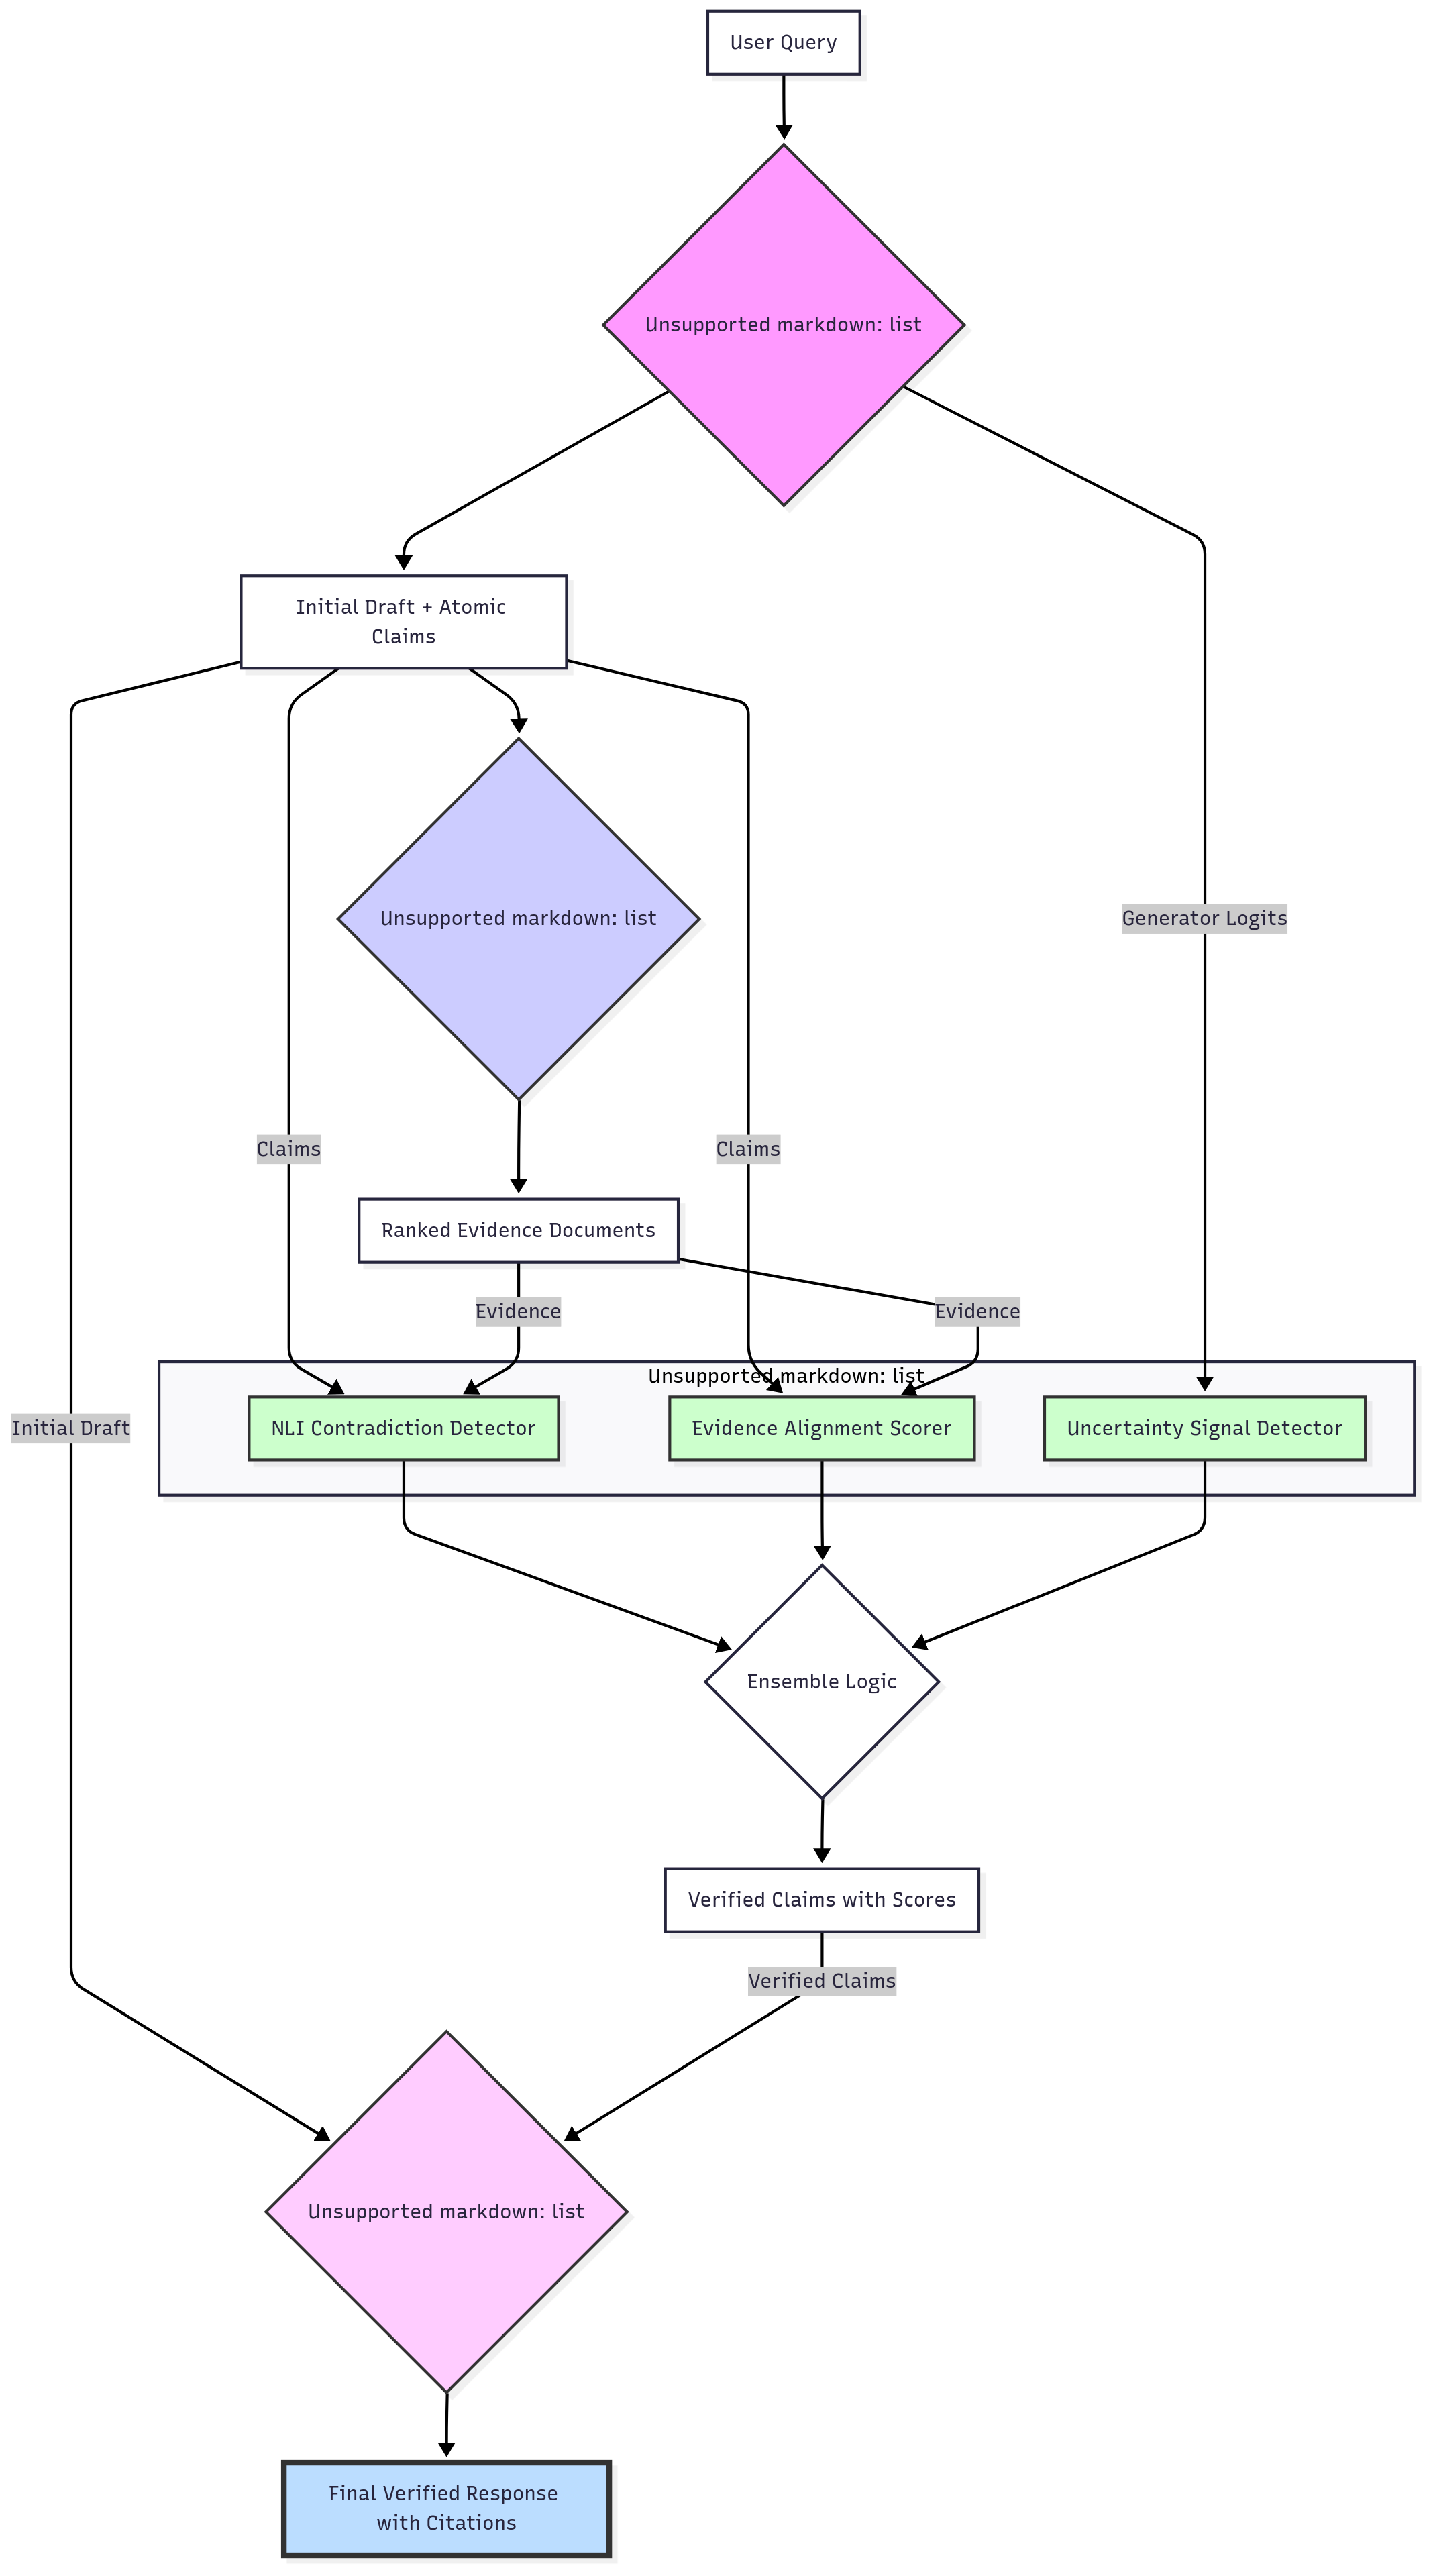 User Query
Unsupported markdown: list
Initial Draft + Atomic
Claims
Unsupported markdown: list
Generator Logits
Claims
Claims
Ranked Evidence Documents
Evidence
Evidence
Unsupported markdown: list
Initial Draft
NLI Contradiction Detector
Evidence Alignment Scorer
Uncertainty Signal Detector
Ensemble Logic
Verified Claims with Scores
Verified Claims
Unsupported markdown: list
Final Verified Response
with Citations